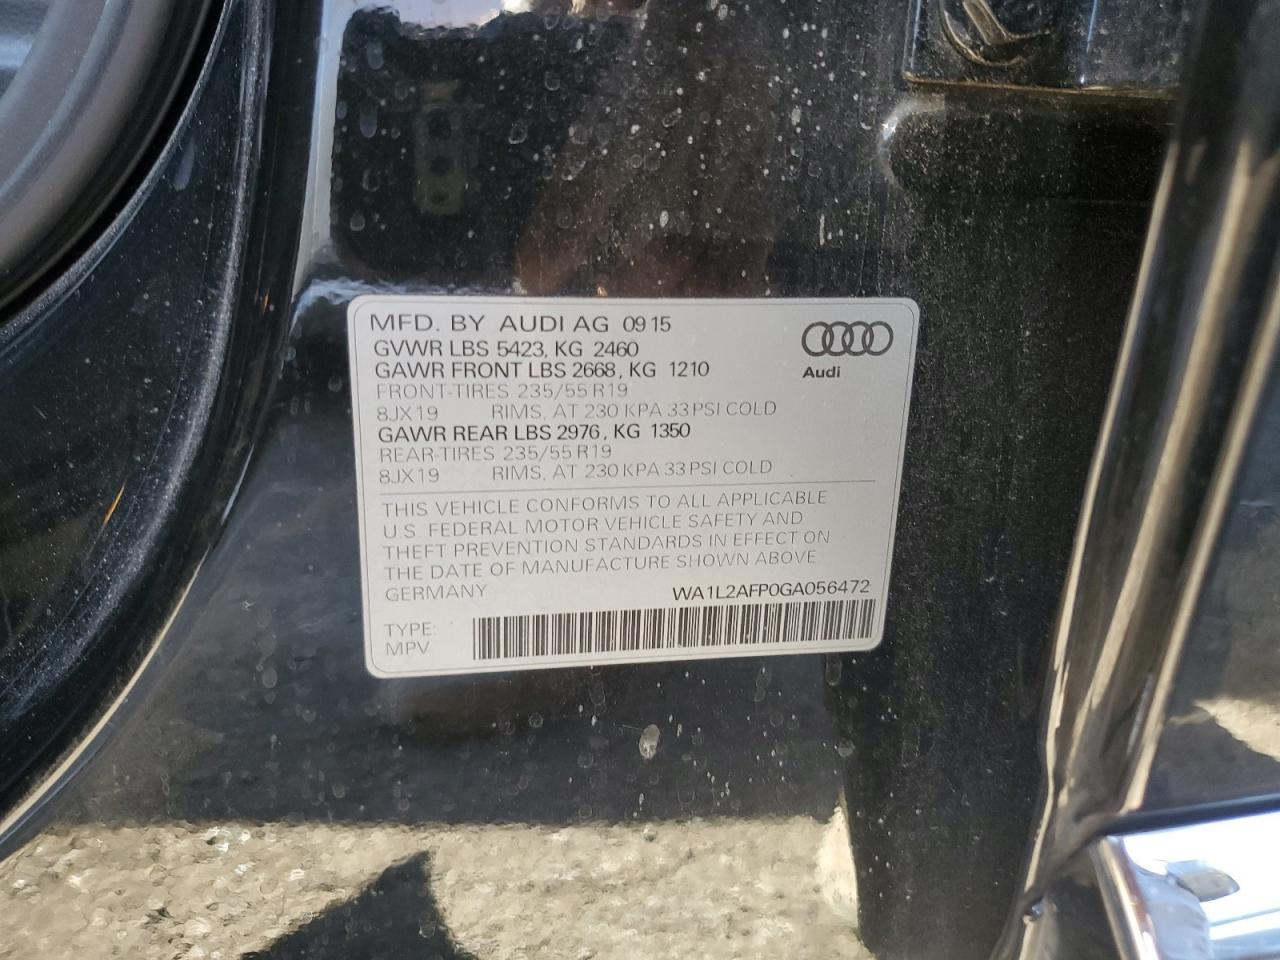 MFD. BY AUDI AG 09 15
GVWR LBS 5423, KG 2460
GAWR FRONT LBS 2668, KG 1210
FRONT-TIRES 235/55 R19
8JX19 RIMS, AT 230 KPA 33 PSI COLD
GAWR REAR LBS 2976, KG 1350
REAR-TIRES 235/55 R19
8JX19 RIMS, AT 230 KPA 33 PSI COLD
Audi
THIS VEHICLE CONFORMS TO ALL APPLICABLE
U.S. FEDERAL MOTOR VEHICLE SAFETY AND
THEFT PREVENTION STANDARDS IN EFFECT ON
THE DATE OF MANUFACTURE SHOWN ABOVE
GERMANY WA1L2AFP0GA056472
TYPE:
MPV